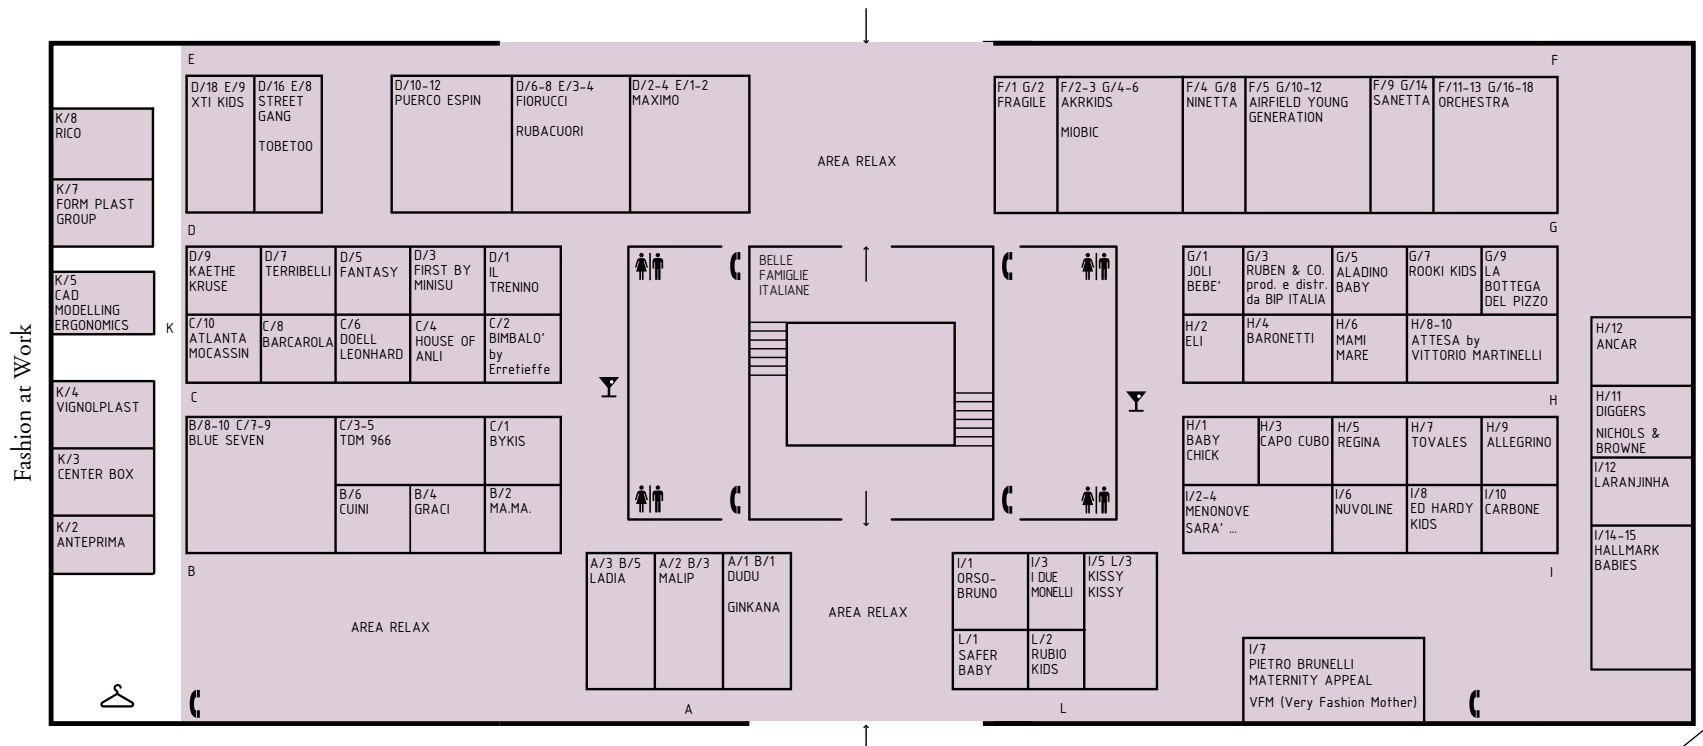 E
F
D/18 E/9
XTI KIDS
D/16 E/8
STREET
GANG
TOBETOO
D/10-12
PUERCO ESPIN
D/6-8 E/3-4
FIORUCCI
RUBACUORI
D/2-4 E/1-2
MAXIMO
AREA RELAX
F/1 G/2
FRAGILE
F/2-3 G/4-6
AKRKIDS
MIOBIC
F/4 G/8
NINETTA
F/5 G/10-12
AIRFIELD YOUNG
GENERATION
F/9 G/14
SANETTA
F/11-13 G/16-18
ORCHESTRA
K/8
RICO
K/7
FORM PLAST
GROUP
K/5
CAD
MODELLING
ERGONOMICS
K
K/4
VIGNOLPLAST
K/3
CENTER BOX
K/2
ANTEPRIMA
Fashion at Work
D
G
D/9
KAETHE
KRUSE
D/7
TERRIBELLI
D/5
FANTASY
D/3
FIRST BY
MINISU
D/1
IL
TRENINO
C/10
ATLANTA
MOCASSIN
C/8
BARCAROLA
C/6
DOELL
LEONHARD
C/4
HOUSE OF
ANLI
C/2
BIMBALO'
by
Erretieffe
BELLE
FAMIGLIE
ITALIANE
G/1
JOLI
BEBE'
G/3
RUBEN & CO.
prod. e distr.
da BIP ITALIA
G/5
ALADINO
BABY
G/7
ROOKI KIDS
G/9
LA
BOTTEGA
DEL PIZZO
H/2
ELI
H/4
BARONETTI
H/6
MAMI
MARE
H/8-10
ATTESA by
VITTORIO MARTINELLI
H/12
ANCAR
H/11
DIGGERS
NICHOLS &
BROWNE
I/12
LARANJINHA
I/14-15
HALLMARK
BABIES
C
H
B/8-10 C/7-9
BLUE SEVEN
C/3-5
TDM 966
C/1
BYKIS
B/6
CUINI
B/4
GRACI
B/2
MA.MA.
H/1
BABY
CHICK
H/3
CAPO CUBO
H/5
REGINA
H/7
TOVALES
H/9
ALLEGRINO
I/2-4
MENONOVE
SARA' ...
I/6
NUVOLINE
I/8
ED HARDY
KIDS
I/10
CARBONE
B
I
A/3 B/5
LADIA
A/2 B/3
MALIP
A/1 B/1
DUDU
GINKANA
AREA RELAX
AREA RELAX
I/1
ORSO-
BRUNO
I/3
I DUE
MONELLI
I/5 L/3
KISSY
KISSY
L/1
SAFER
BABY
L/2
RUBIO
KIDS
I/7
PIETRO BRUNELLI
MATERNITY APPEAL
VFM (Very Fashion Mother)
A
L